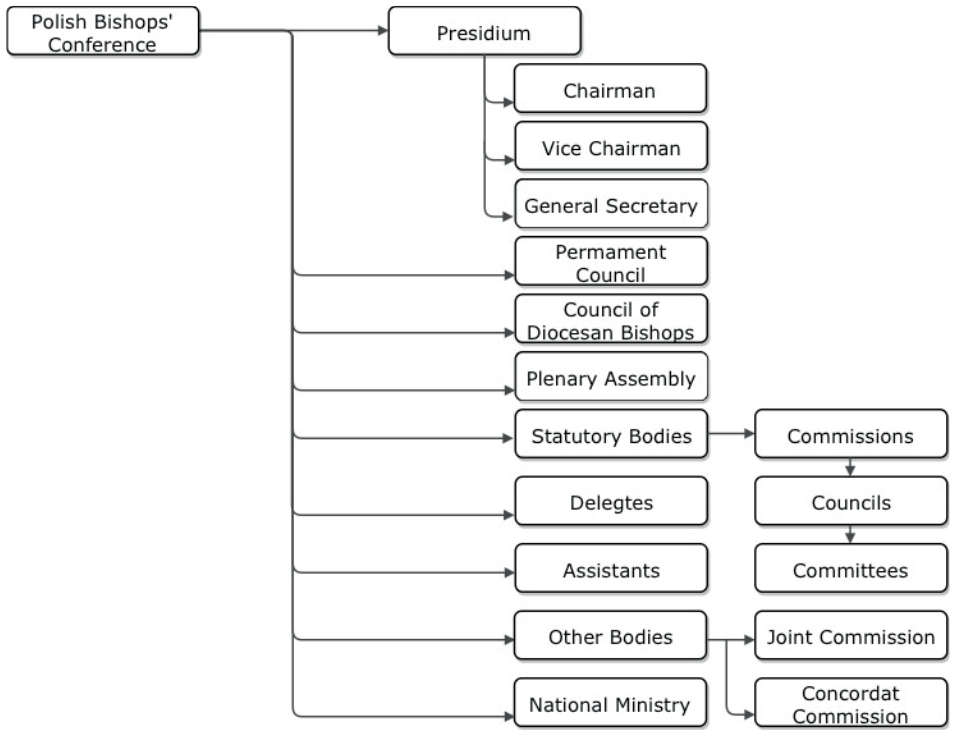 Polish Bishops'
Conference
Presidium
Chairman
Vice Chairman
General Secretary
Permament
Council
Council of
Diocesan Bishops
Plenary Assembly
Statutory Bodies
Commissions
Councils
Committees
Delegtes
Assistants
Other Bodies
Joint Commission
Concordat
Commission
National Ministry